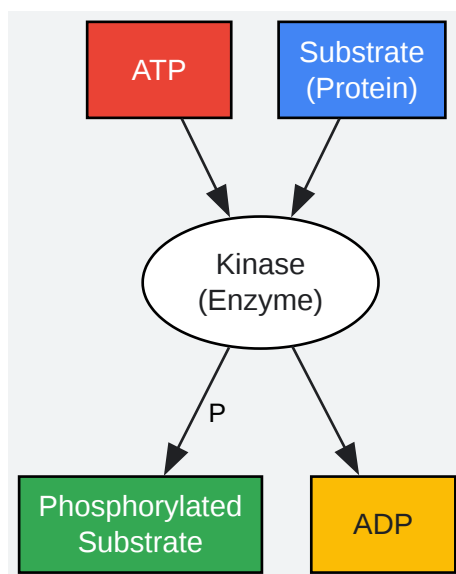 ATP
Substrate
(Protein)
Kinase
(Enzyme)
P
Phosphorylated
Substrate
ADP